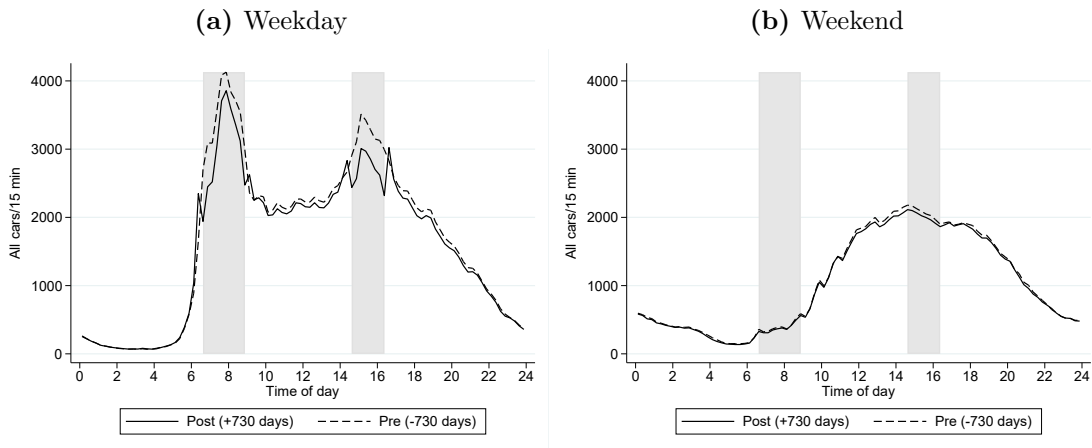 (a) Weekday
All cars/15 min
4000
3000
2000
1000
0
0 2 4 6 8 10 12 14 16 18 20 22 24
Time of day
Post (+730 days) Pre (-730 days)
(b) Weekend
All cars/15 min
4000
3000
2000
1000
0
0 2 4 6 8 10 12 14 16 18 20 22 24
Time of day
Post (+730 days) Pre (-730 days)